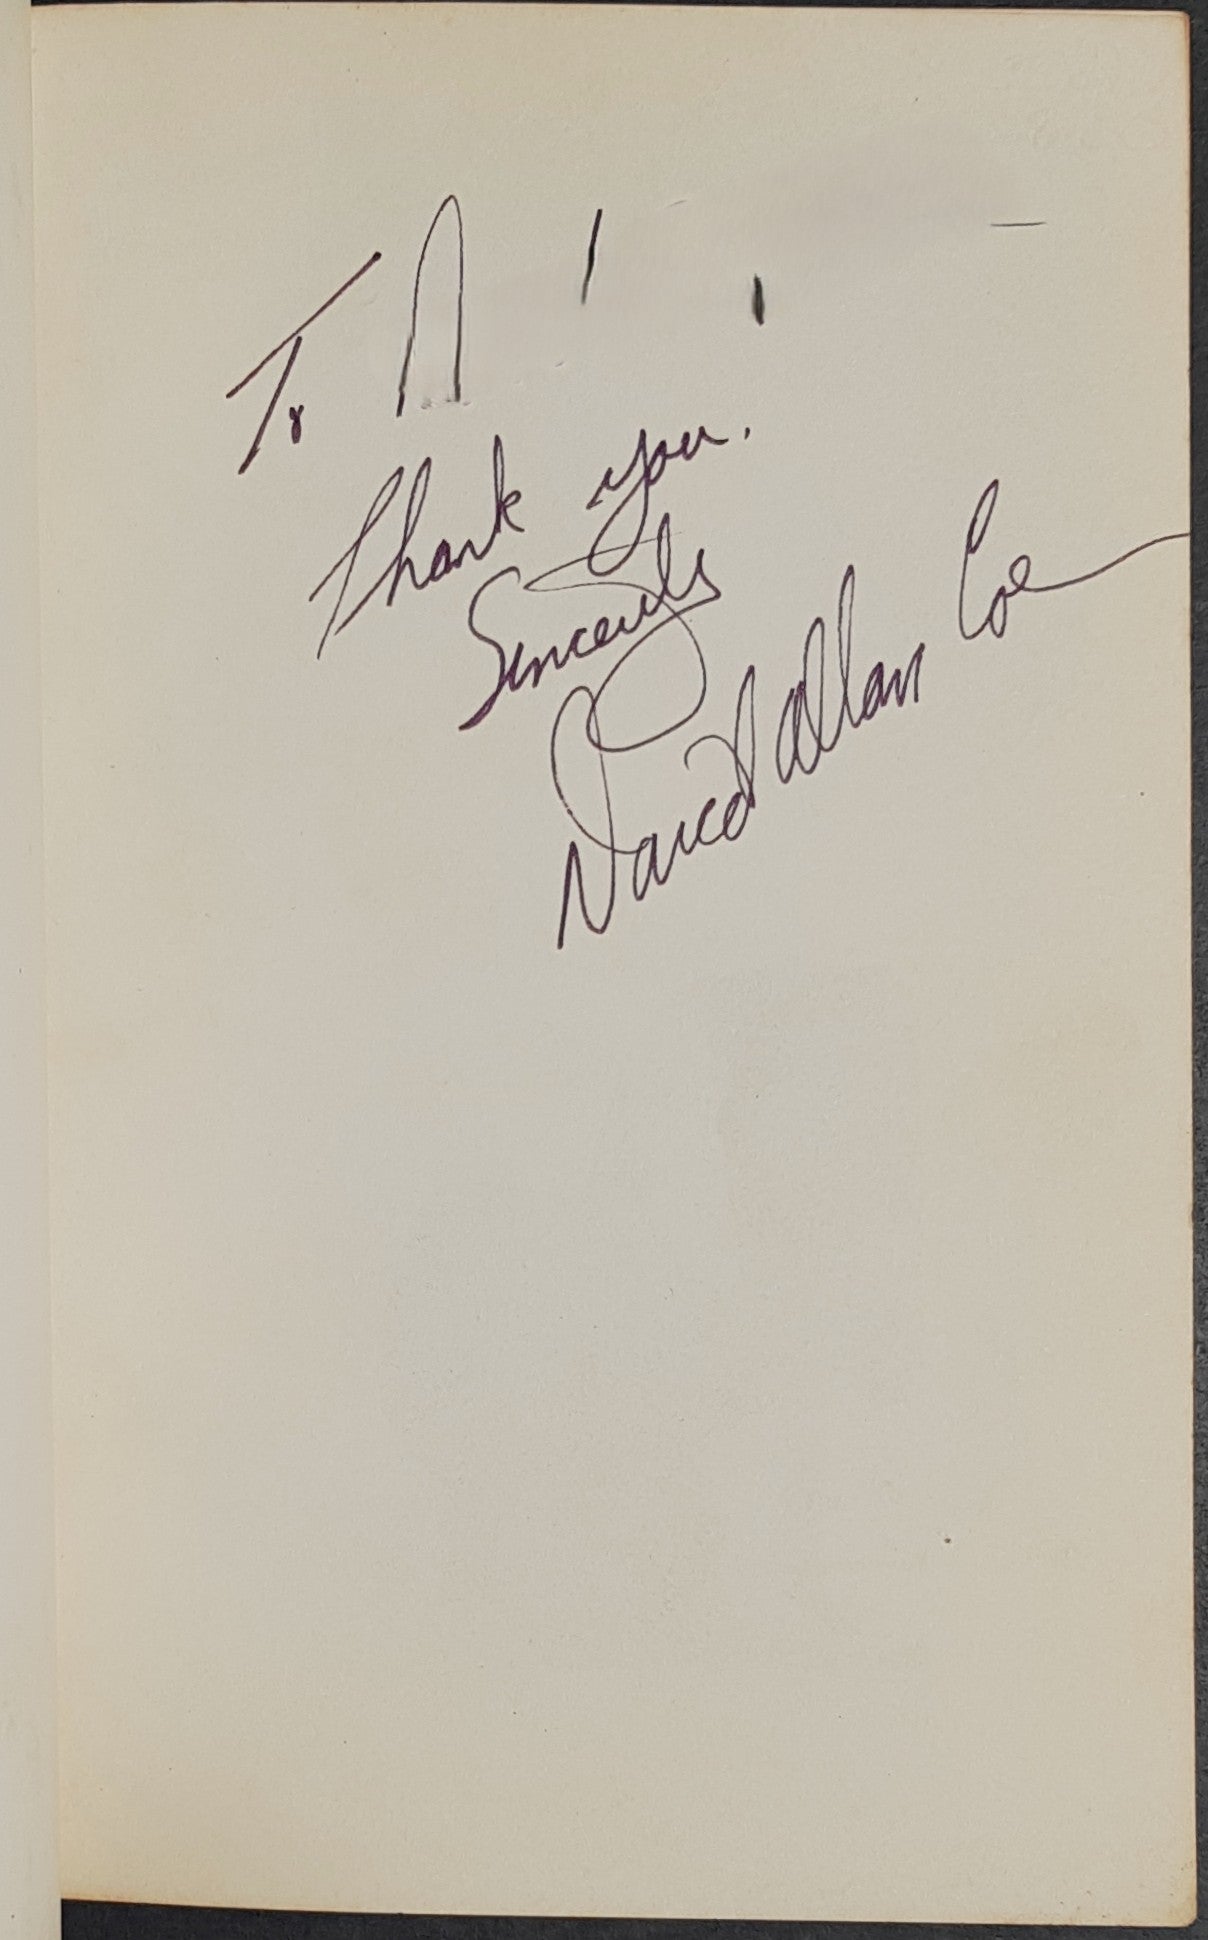 To
Thank you.
Sincerely
David Allan Coe